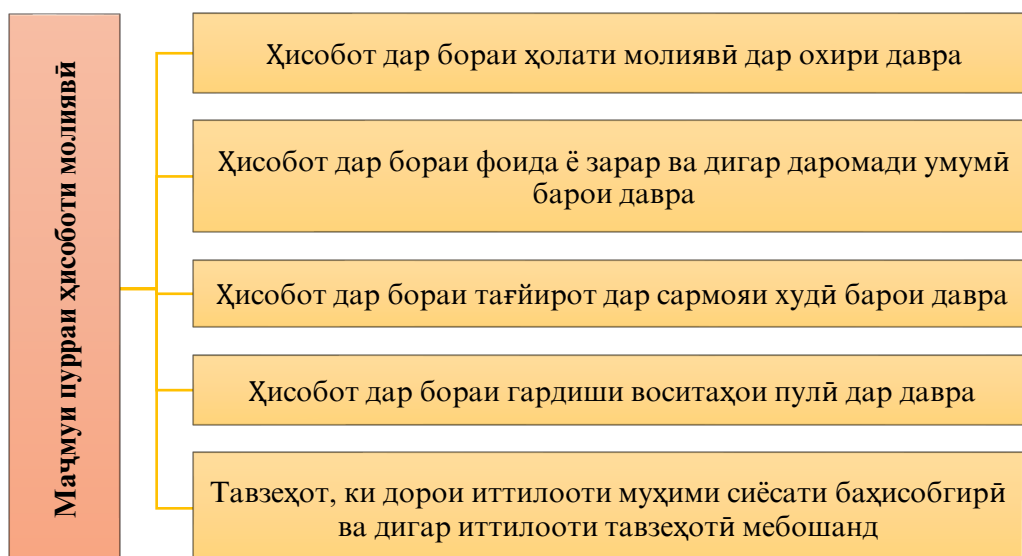 Маҷмуи пурраи ҳисоботи молиявӣ
Ҳисобот дар бораи ҳолати молиявӣ дар охири давра
Ҳисобот дар бораи фоида ё зарар ва дигар даромади умумӣ
барои давра
Ҳисобот дар бораи тағйирот дар сармояи худӣ барои давра
Ҳисобот дар бораи гардиши воситаҳои пулӣ дар давра
Тавзеҳот, ки дорои иттилооти муҳими сиёсати баҳисобгирӣ
ва дигар иттилооти тавзеҳотӣ мебошанд